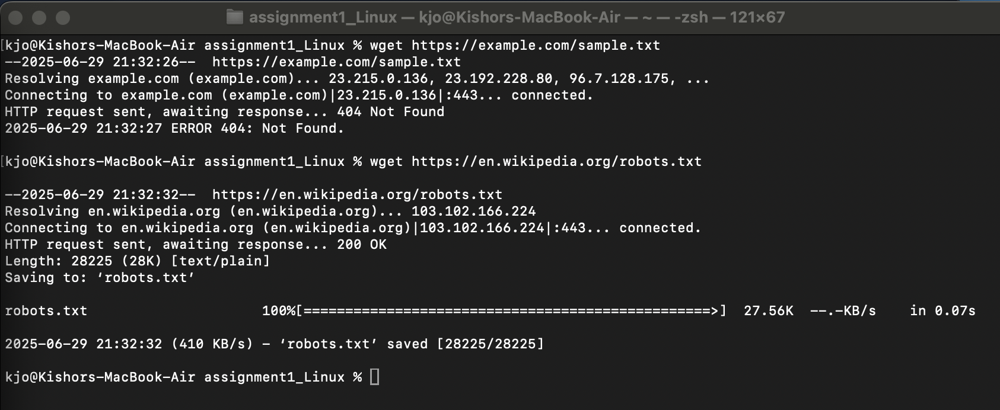 assignment1_Linux — kjo@Kishors-MacBook-Air — ~ — -zsh — 121×67
[kjo@Kishors-MacBook-Air assignment1_Linux % wget https://example.com/sample.txt
--2025-06-29 21:32:26--  https://example.com/sample.txt
Resolving example.com (example.com)... 23.215.0.136, 23.192.228.80, 96.7.128.175, ...
Connecting to example.com (example.com)|23.215.0.136|:443... connected.
HTTP request sent, awaiting response... 404 Not Found
2025-06-29 21:32:27 ERROR 404: Not Found.
[kjo@Kishors-MacBook-Air assignment1_Linux % wget https://en.wikipedia.org/robots.txt
--2025-06-29 21:32:32--  https://en.wikipedia.org/robots.txt
Resolving en.wikipedia.org (en.wikipedia.org)... 103.102.166.224
Connecting to en.wikipedia.org (en.wikipedia.org)|103.102.166.224|:443... connected.
HTTP request sent, awaiting response... 200 OK
Length: 28225 (28K) [text/plain]
Saving to: ‘robots.txt’
robots.txt                     100%[=================================================>]  27.56K  --.-KB/s    in 0.07s
2025-06-29 21:32:32 (410 KB/s) - ‘robots.txt’ saved [28225/28225]
kjo@Kishors-MacBook-Air assignment1_Linux %